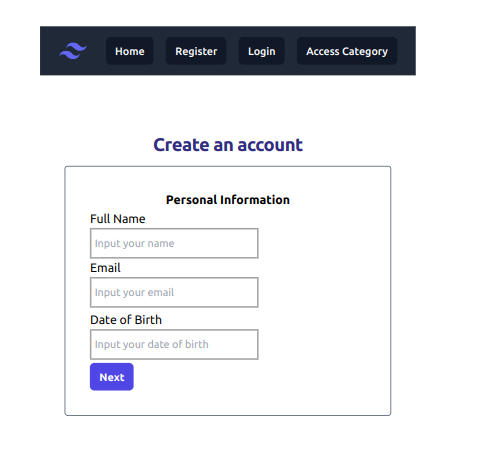 Home Register Login Access Category
Create an account
Personal Information
Full Name
Input your name
Email
Input your email
Date of Birth
Input your date of birth
Next